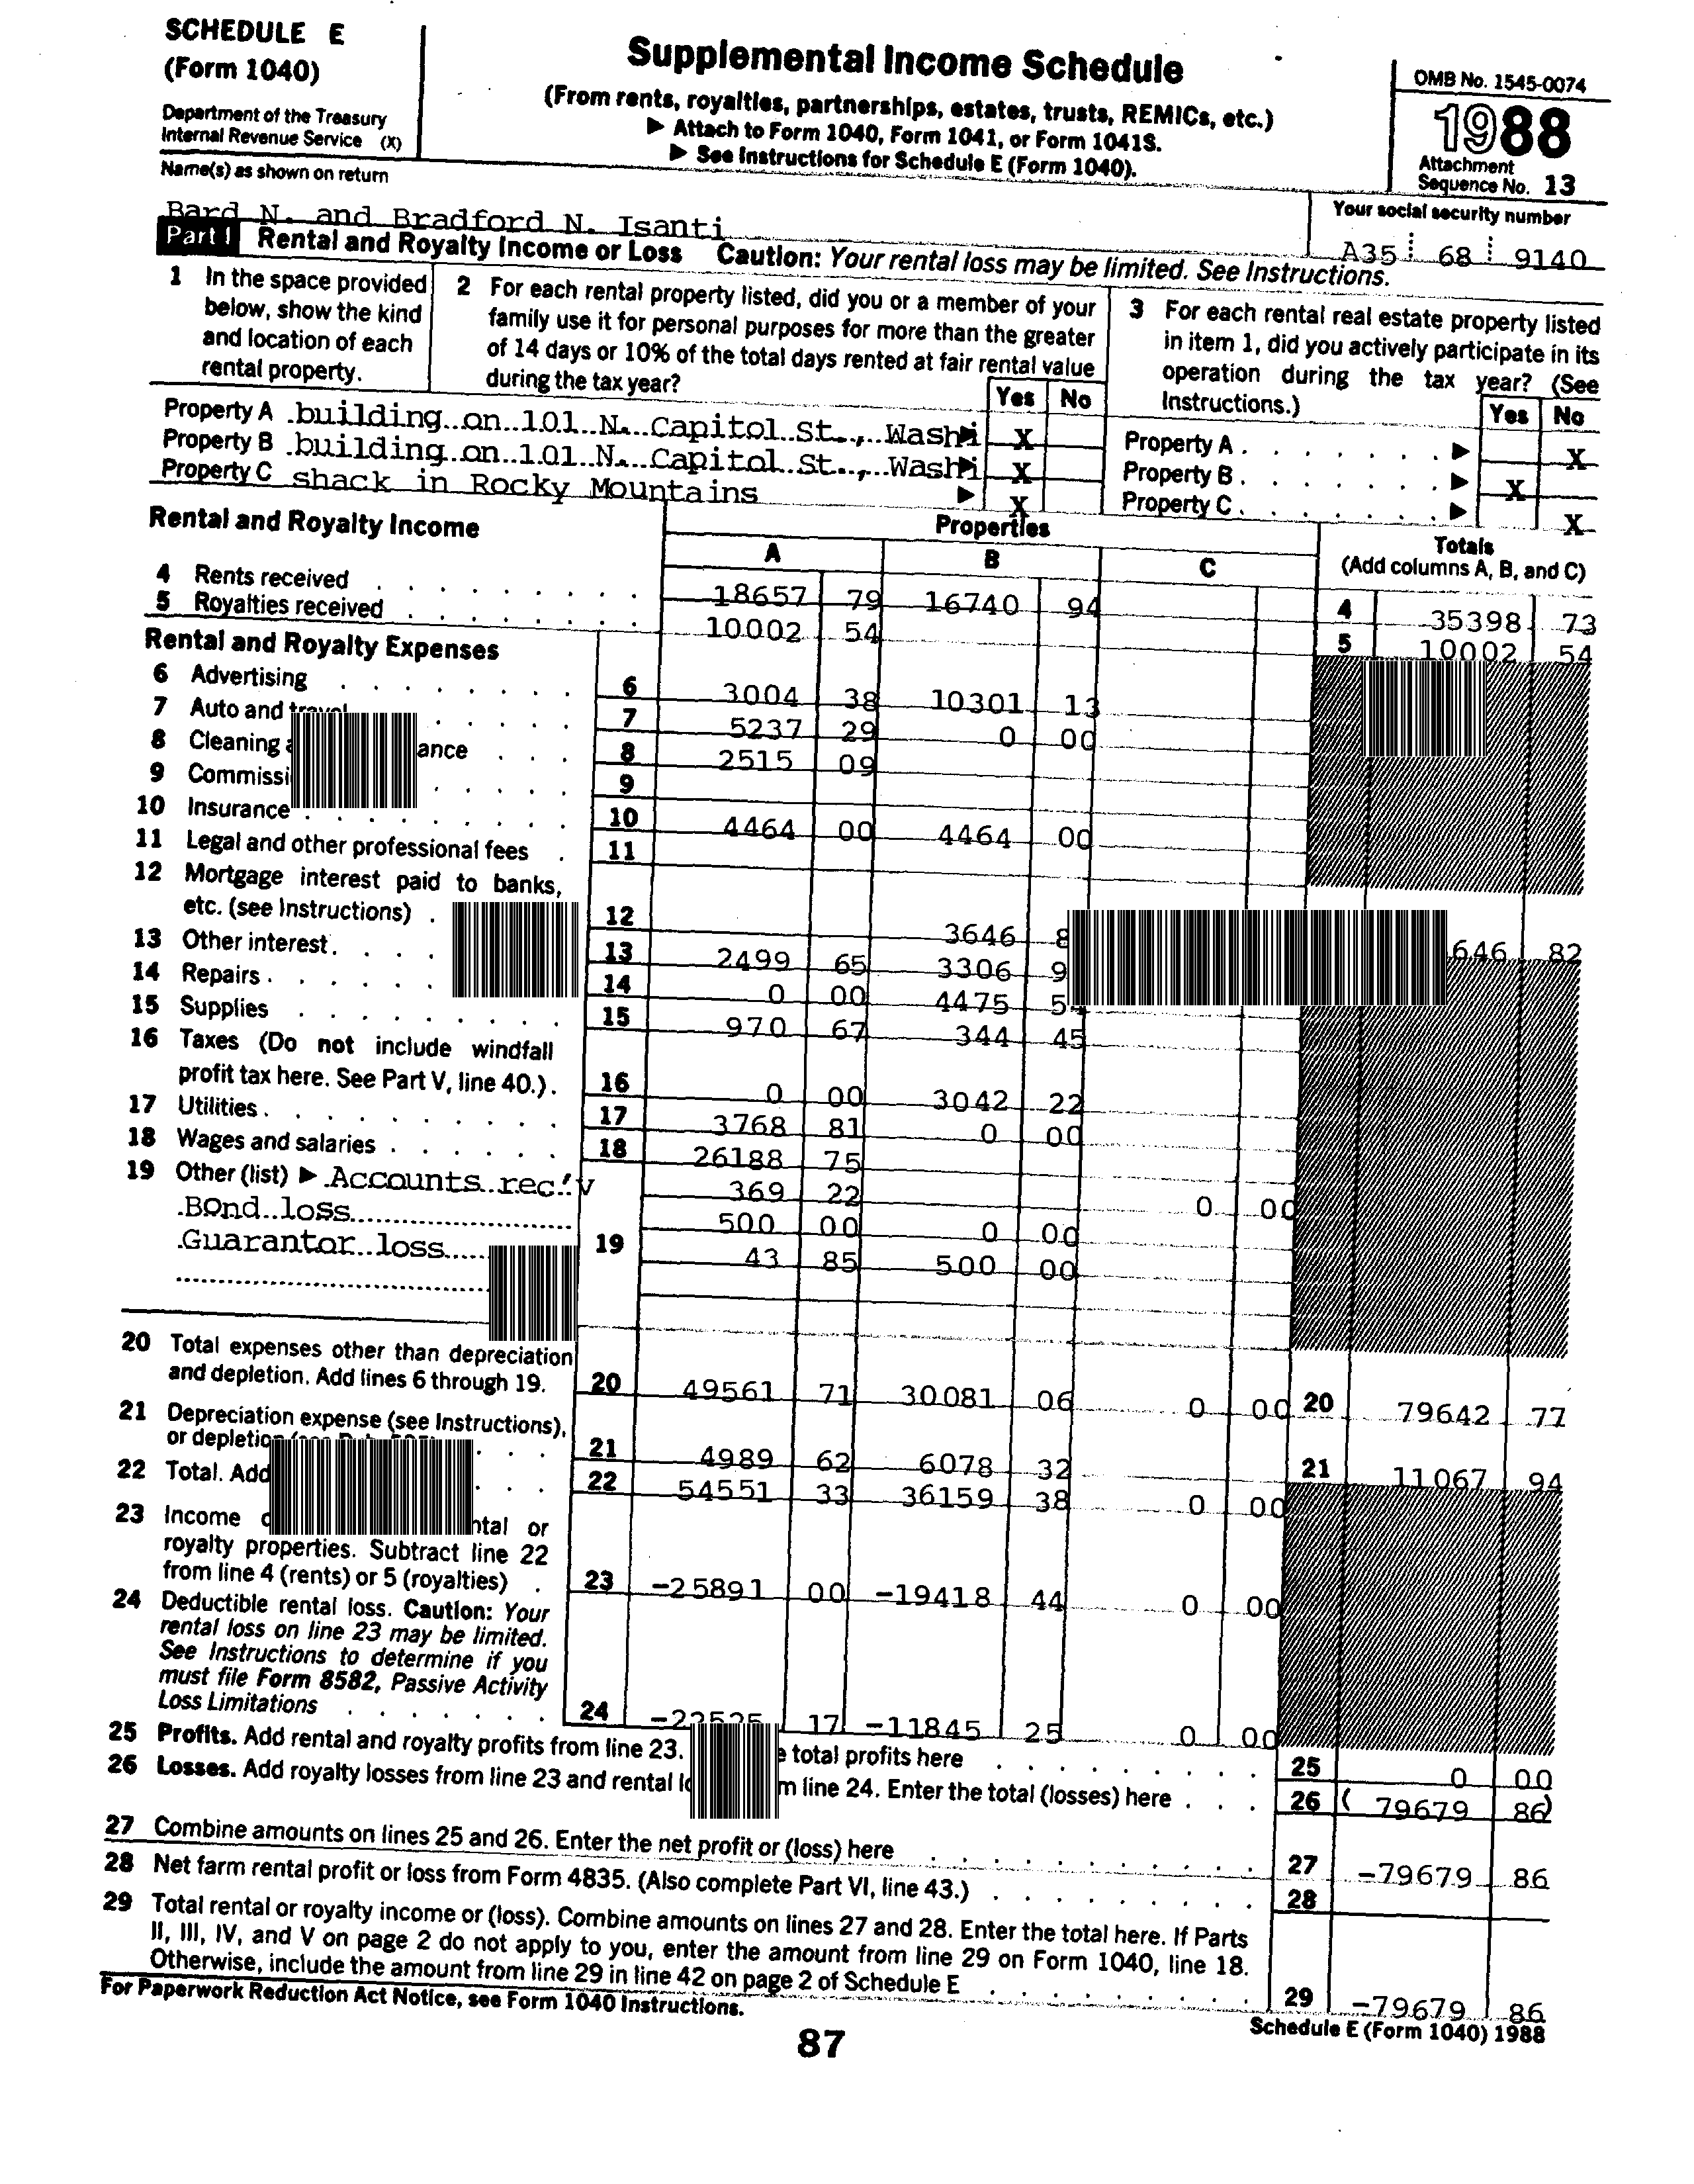 SCHEDULE E
(Form 1040)
Department of the Treasury
Internal Revenue Service (X)
Supplemental Income Schedule
(From rents, royalties, partnerships, estates, trusts, REMICs, etc.)
▶ Attach to Form 1040, Form 1041, or Form 1041S.
▶ See Instructions for Schedule E (Form 1040).
OMB No. 1545-0074
1988
Attachment
Sequence No. 13
Name(s) as shown on return
Your social security number
Bard N. and Bradford N. Isanti
A35 68 9140
Part I Rental and Royalty Income or Loss Caution: Your rental loss may be limited. See Instructions.
1 In the space provided
below, show the kind
and location of each
rental property.
2 For each rental property listed, did you or a member of your
family use it for personal purposes for more than the greater
of 14 days or 10% of the total days rented at fair rental value
during the tax year?
Yes No
3 For each rental real estate property listed
in item 1, did you actively participate in its
operation during the tax year? (See
Instructions.)
Yes No
Property A building on 101 N. Capitol St., Washi X
Property B building on 101 N. Capitol St., Washi X
Property C shack in Rocky Mountains ▶ X
Property A . . . . . . . ▶ X
Property B . . . . . . . ▶ X
Property C . . . . . . . ▶ X
Rental and Royalty Income
Properties
A B C
Totals
(Add columns A, B, and C)
4 Rents received 18657 79 16740 94 4 35398 73
5 Royalties received 10002 54 5 10002 54
Rental and Royalty Expenses
6 Advertising 6 3004 38 10301 13
7 Auto and travel 7 5237 29 0 00
8 Cleaning ance 8 2515 09
9 Commissi 9
10 Insurance 10 4464 00 4464 00
11 Legal and other professional fees 11
12 Mortgage interest paid to banks,
etc. (see Instructions) 12 3646 8 646 82
13 Other interest 13 2499 65 3306 9
14 Repairs 14 0 00 4475 5
15 Supplies 15 970 67 344 45
16 Taxes (Do not include windfall
profit tax here. See Part V, line 40.) 16 0 00 3042 22
17 Utilities 17 3768 81 0 00
18 Wages and salaries 18 26188 75
19 Other (list) ▶ Accounts rec'v 369 22 0 00
Bond loss 500 00 0 00
Guarantor loss 19 43 85 500 00
20 Total expenses other than depreciation
and depletion. Add lines 6 through 19. 20 49561 71 30081 06 0 00 20 79642 77
21 Depreciation expense (see Instructions),
or depletion 21 4989 62 6078 32 21 11067 94
22 Total. Add 22 54551 33 36159 38 0 00
23 Income ntal or
royalty properties. Subtract line 22
from line 4 (rents) or 5 (royalties) 23 -25891 00 -19418 44 0 00
24 Deductible rental loss. Caution: Your
rental loss on line 23 may be limited.
See Instructions to determine if you
must file Form 8582, Passive Activity
Loss Limitations 24 -22525 17 -11845 25 0 00
25 Profits. Add rental and royalty profits from line 23. e total profits here 25 0 00
26 Losses. Add royalty losses from line 23 and rental m line 24. Enter the total (losses) here 26 ( 79679 86)
27 Combine amounts on lines 25 and 26. Enter the net profit or (loss) here 27 -79679 86
28 Net farm rental profit or loss from Form 4835. (Also complete Part VI, line 43.) 28
29 Total rental or royalty income or (loss). Combine amounts on lines 27 and 28. Enter the total here. If Parts
II, III, IV, and V on page 2 do not apply to you, enter the amount from line 29 on Form 1040, line 18.
Otherwise, include the amount from line 29 in line 42 on page 2 of Schedule E 29 -79679 86
For Paperwork Reduction Act Notice, see Form 1040 Instructions.
Schedule E (Form 1040) 1988
87